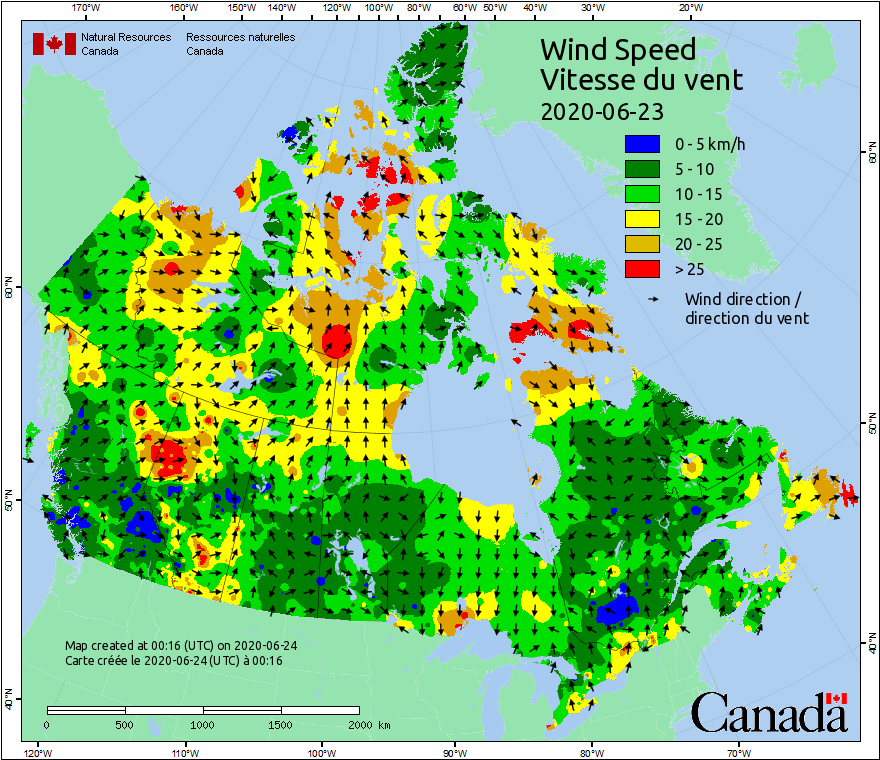 170°W 160°W 150°W 140°W 130°W 120°W 110°W 100°W 90°W 80°W 70°W 60°W 50°W 40°W 30°W 20°W
Natural Resources Ressources naturelles
Canada Canada
Wind Speed
Vitesse du vent
2020-06-23
0 - 5 km/h
5 - 10
10 - 15
15 - 20
20 - 25
> 25
Wind direction /
direction du vent
60°N 60°N
50°N 50°N
40°N 40°N
Map created at 00:16 (UTC) on 2020-06-24
Carte créée le 2020-06-24 (UTC) à 00:16
0 500 1000 1500 2000 km
Canada
120°W 110°W 100°W 90°W 80°W 70°W